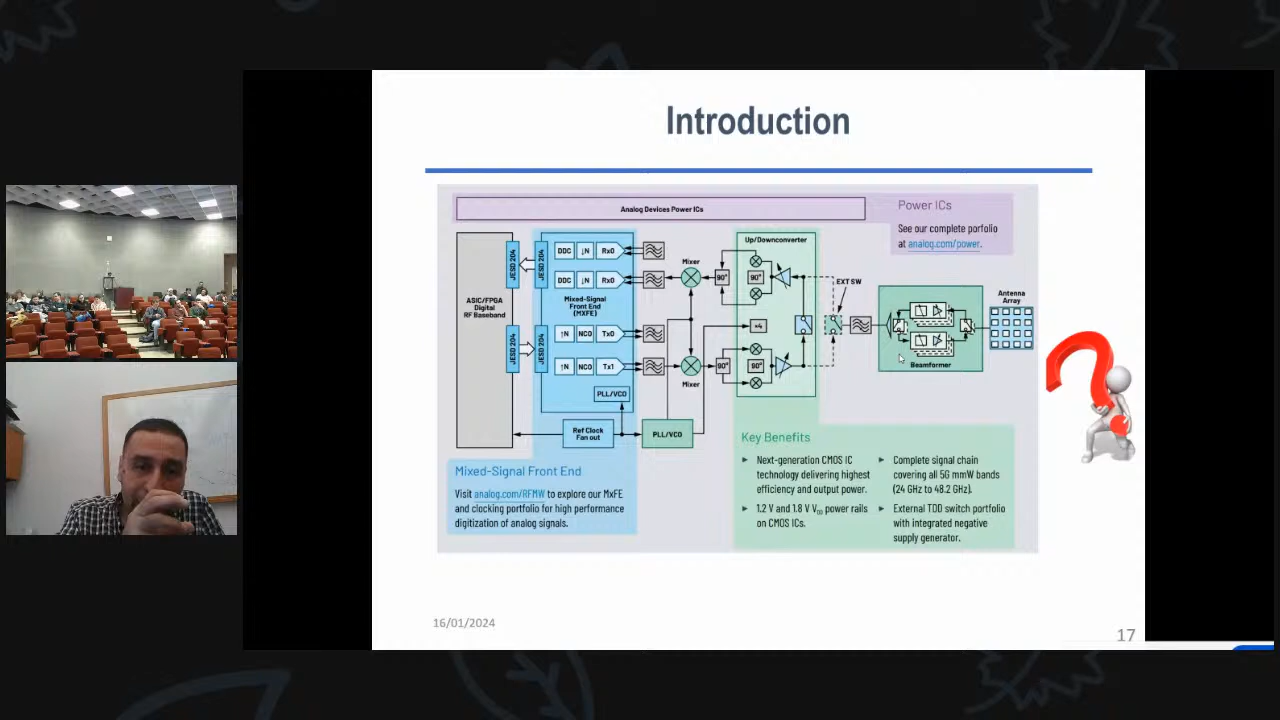 Introduction
Analog Devices Power ICs
Power ICs
See our complete porfolio
at analog.com/power.
Up/Downconverter
JESD 204
JESD 204
DDC
↓N
Rx0
DDC
↓N
Rx0
Mixer
90°
90°
EXT SW
ASIC/FPGA
Digital
RF Baseband
Mixed-Signal
Front End
(MXFE)
Antenna
Array
×4
JESD 204
JESD 204
↑N
NCO
Tx0
↑N
NCO
Tx1
Mixer
90°
90°
Beamformer
PLL/VCO
Ref Clock
Fan out
PLL/VCO
Mixed-Signal Front End
Visit analog.com/RFMW to explore our MxFE
and clocking portfolio for high performance
digitization of analog signals.
Key Benefits
► Next-generation CMOS IC
technology delivering highest
efficiency and output power.
► 1.2 V and 1.8 V VDD power rails
on CMOS ICs.
► Complete signal chain
covering all 5G mmW bands
(24 GHz to 48.2 GHz).
► External TDD switch portfolio
with integrated negative
supply generator.
16/01/2024
17